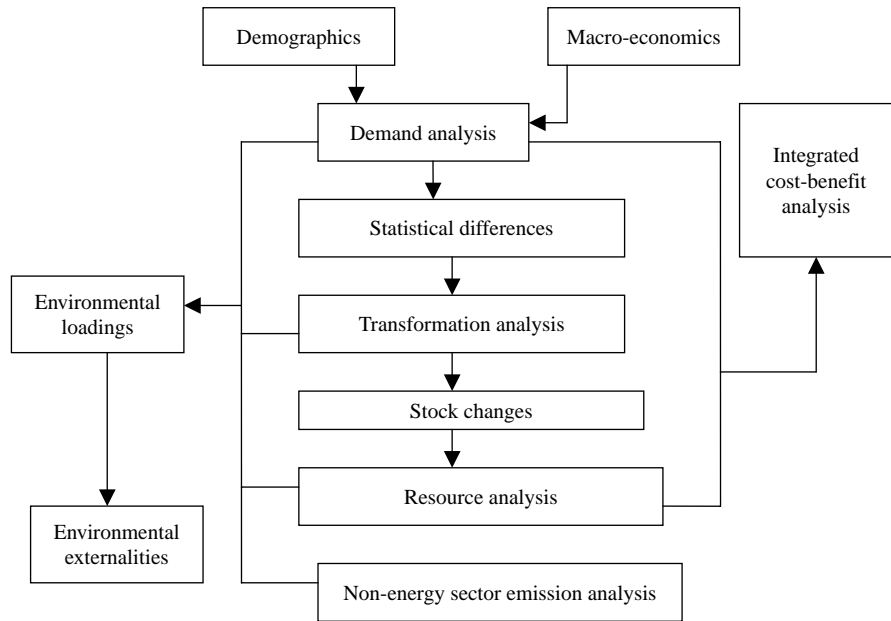 Demographics
Macro-economics
Demand analysis
Integrated
cost-benefit
analysis
Statistical differences
Environmental
loadings
Transformation analysis
Stock changes
Resource analysis
Environmental
externalities
Non-energy sector emission analysis